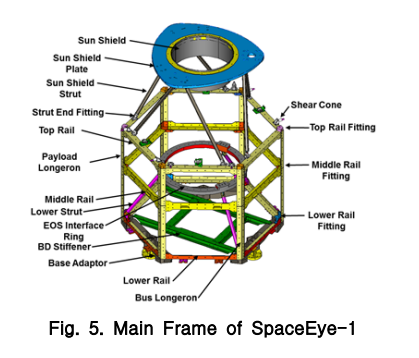 Sun Shield
Sun Shield
Plate
Sun Shield
Strut
Strut End Fitting
Top Rail
Payload
Longeron
Middle Rail
Lower Strut
EOS Interface
Ring
BD Stiffener
Base Adaptor
Lower Rail
Bus Longeron
Shear Cone
Top Rail Fitting
Middle Rail
Fitting
Lower Rail
Fitting
Fig. 5. Main Frame of SpaceEye-1